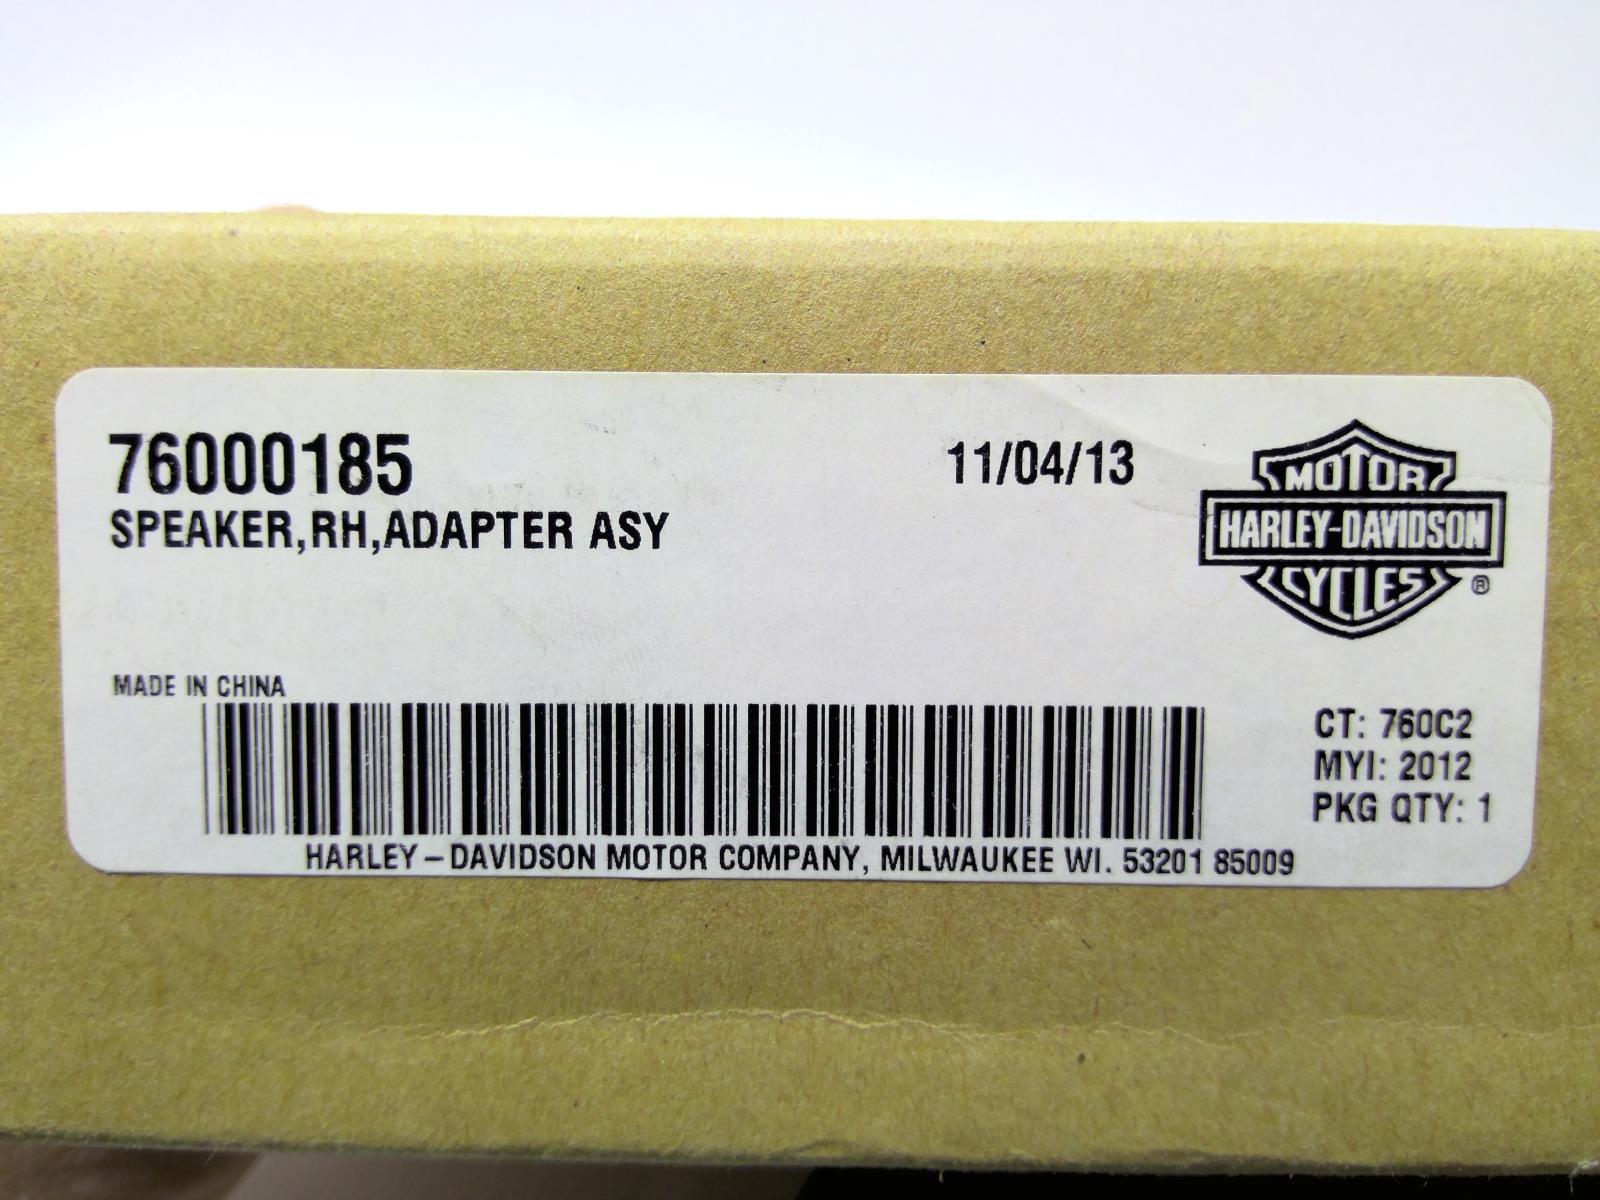 76000185
11/04/13
SPEAKER,RH,ADAPTER ASY
MOTOR
HARLEY-DAVIDSON
CYCLES
®
MADE IN CHINA
CT: 760C2
MYI: 2012
PKG QTY: 1
HARLEY-DAVIDSON MOTOR COMPANY, MILWAUKEE WI. 53201 85009